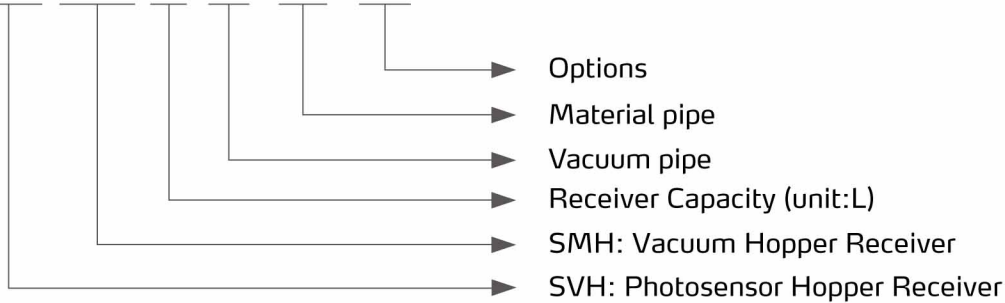 Options
Material pipe
Vacuum pipe
Receiver Capacity (unit:L)
SMH: Vacuum Hopper Receiver
SVH: Photosensor Hopper Receiver